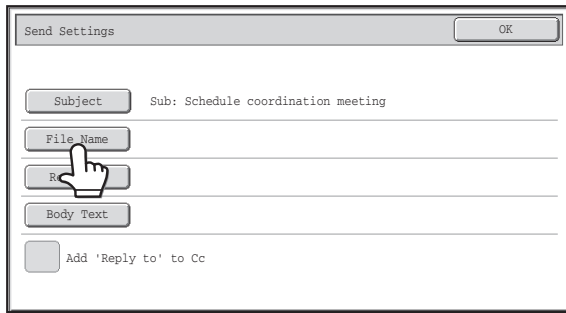 Send Settings
OK
Subject
Sub: Schedule coordination meeting
File Name
Body Text
Add 'Reply to' to Cc